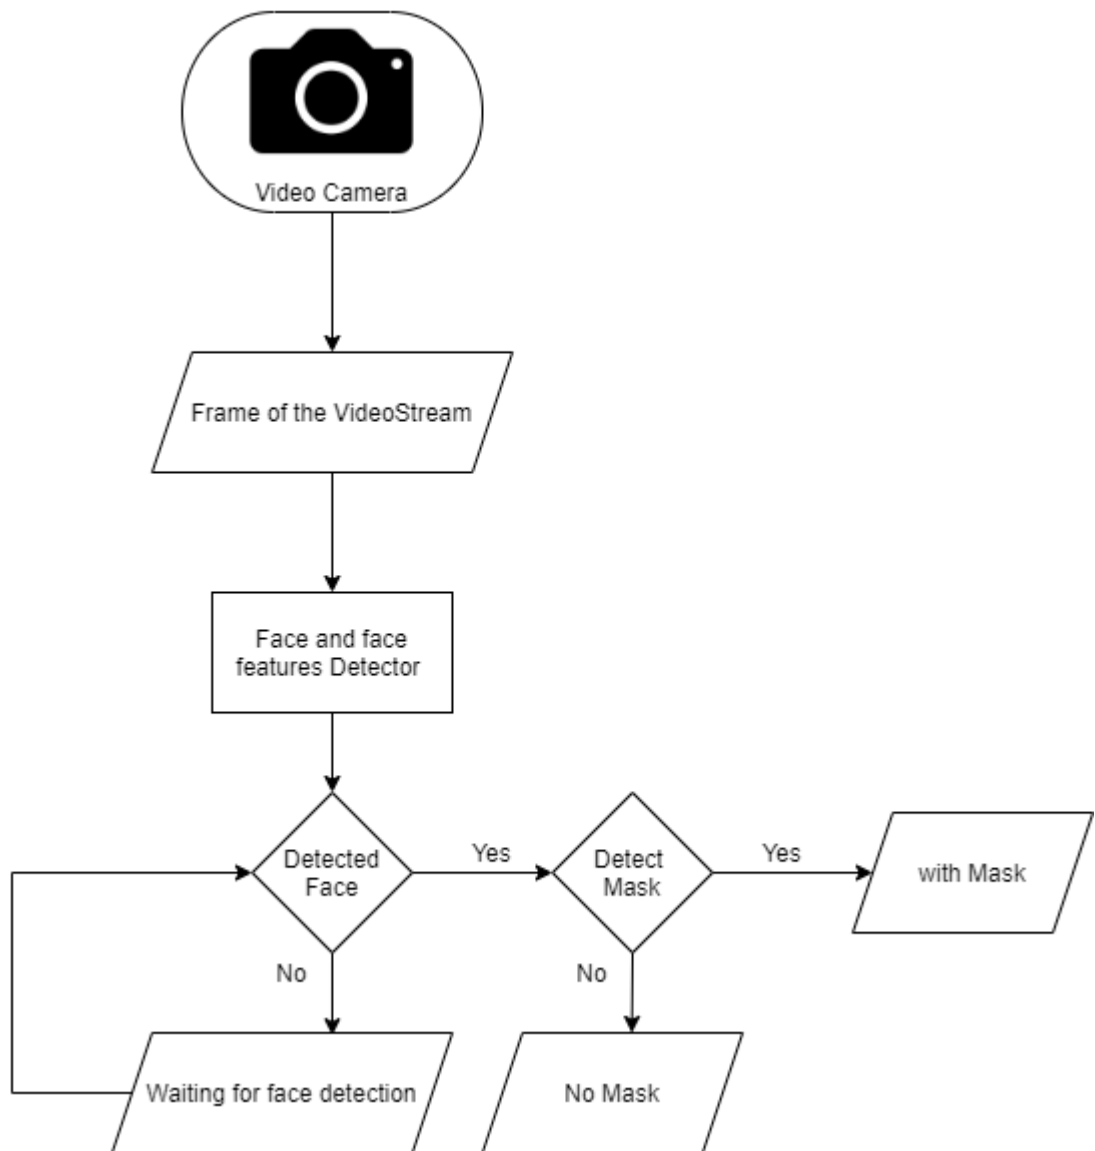 Video Camera
Frame of the VideoStream
Face and face
features Detector
Detected
Face
Yes
Detect
Mask
Yes
with Mask
No
No
Waiting for face detection
No Mask